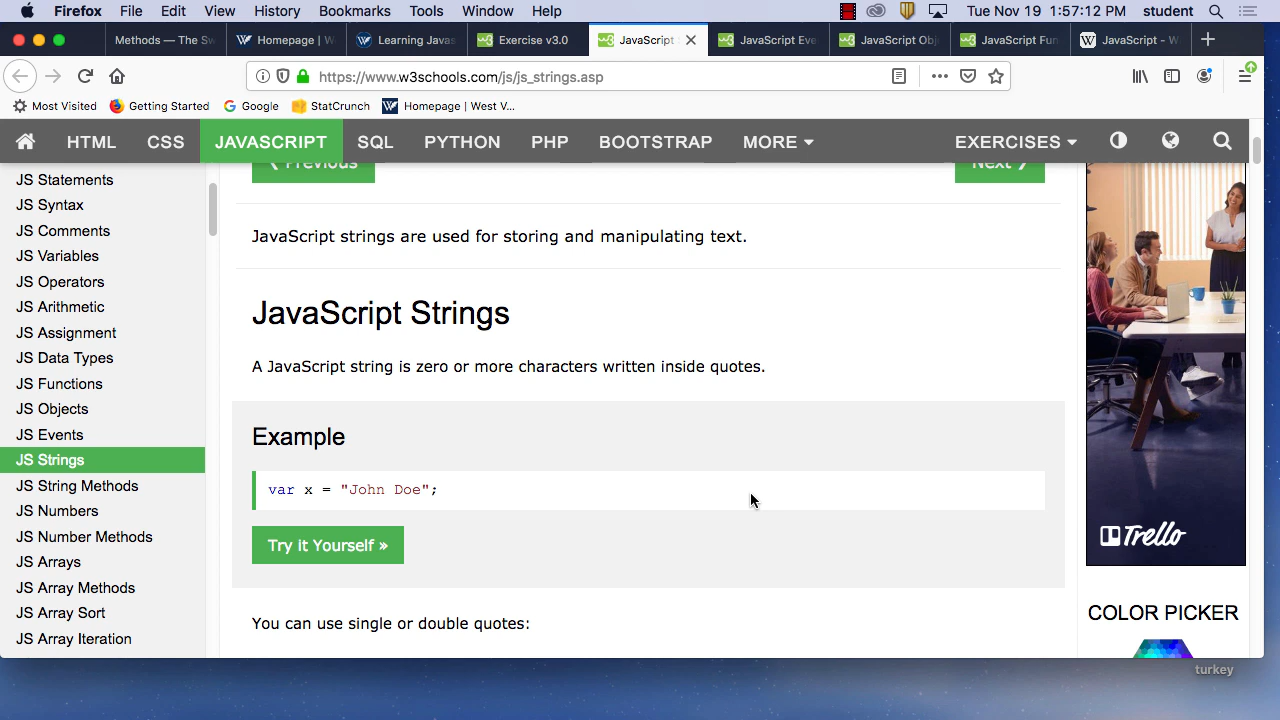 Firefox File Edit View History Bookmarks Tools Window Help Tue Nov 19 1:57:12 PM student
Methods — The Sw Homepage | W Learning Javas Exercise v3.0 JavaScript S JavaScript Eve JavaScript Obj JavaScript Fun JavaScript - W
https://www.w3schools.com/js/js_strings.asp
Most Visited Getting Started Google StatCrunch Homepage | West V...
HTML CSS JAVASCRIPT SQL PYTHON PHP BOOTSTRAP MORE EXERCISES
❮ Previous Next ❯
JS Statements
JS Syntax
JS Comments
JS Variables
JS Operators
JS Arithmetic
JS Assignment
JS Data Types
JS Functions
JS Objects
JS Events
JS Strings
JS String Methods
JS Numbers
JS Number Methods
JS Arrays
JS Array Methods
JS Array Sort
JS Array Iteration
JavaScript strings are used for storing and manipulating text.
JavaScript Strings
A JavaScript string is zero or more characters written inside quotes.
Example
var x = "John Doe";
Try it Yourself »
You can use single or double quotes:
Trello
COLOR PICKER
turkey